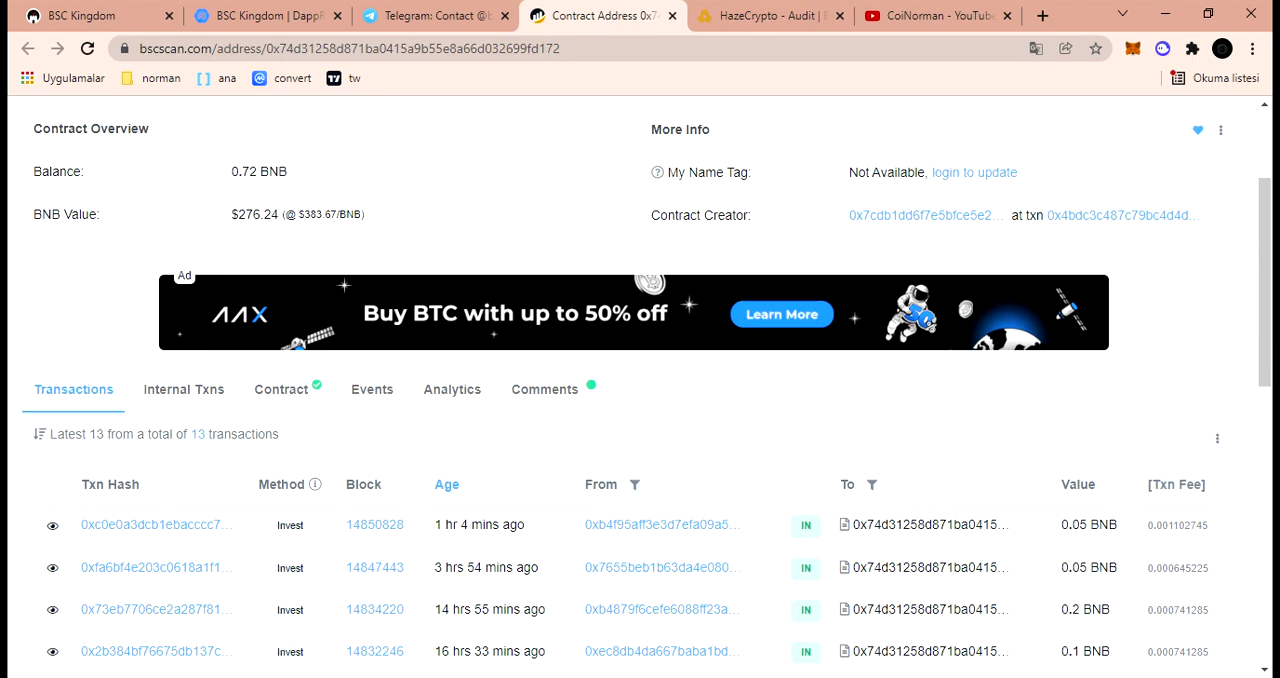 BSC Kingdom
BSC Kingdom | DappR
Telegram: Contact @b
Contract Address 0x74
HazeCrypto - Audit | B
CoiNorman - YouTube
bscscan.com/address/0x74d31258d871ba0415a9b55e8a66d032699fd172
Uygulamalar norman ana convert tw Okuma listesi
Contract Overview
Balance: 0.72 BNB
BNB Value: $276.24 (@ $383.67/BNB)
More Info
My Name Tag: Not Available, login to update
Contract Creator: 0x7cdb1dd6f7e5bfce5e2... at txn 0x4bdc3c487c79bc4d4d...
Ad
AAX Buy BTC with up to 50% off Learn More
Transactions Internal Txns Contract Events Analytics Comments
Latest 13 from a total of 13 transactions
Txn Hash Method Block Age From To Value [Txn Fee]
0xc0e0a3dcb1ebacccc7... Invest 14850828 1 hr 4 mins ago 0xb4f95aff3e3d7efa09a5... IN 0x74d31258d871ba0415... 0.05 BNB 0.001102745
0xfa6bf4e203c0618a1f1... Invest 14847443 3 hrs 54 mins ago 0x7655beb1b63da4e080... IN 0x74d31258d871ba0415... 0.05 BNB 0.000645225
0x73eb7706ce2a287f81... Invest 14834220 14 hrs 55 mins ago 0xb4879f6cefe6088ff23a... IN 0x74d31258d871ba0415... 0.2 BNB 0.000741285
0x2b384bf76675db137c... Invest 14832246 16 hrs 33 mins ago 0xec8db4da667baba1bd... IN 0x74d31258d871ba0415... 0.1 BNB 0.000741285